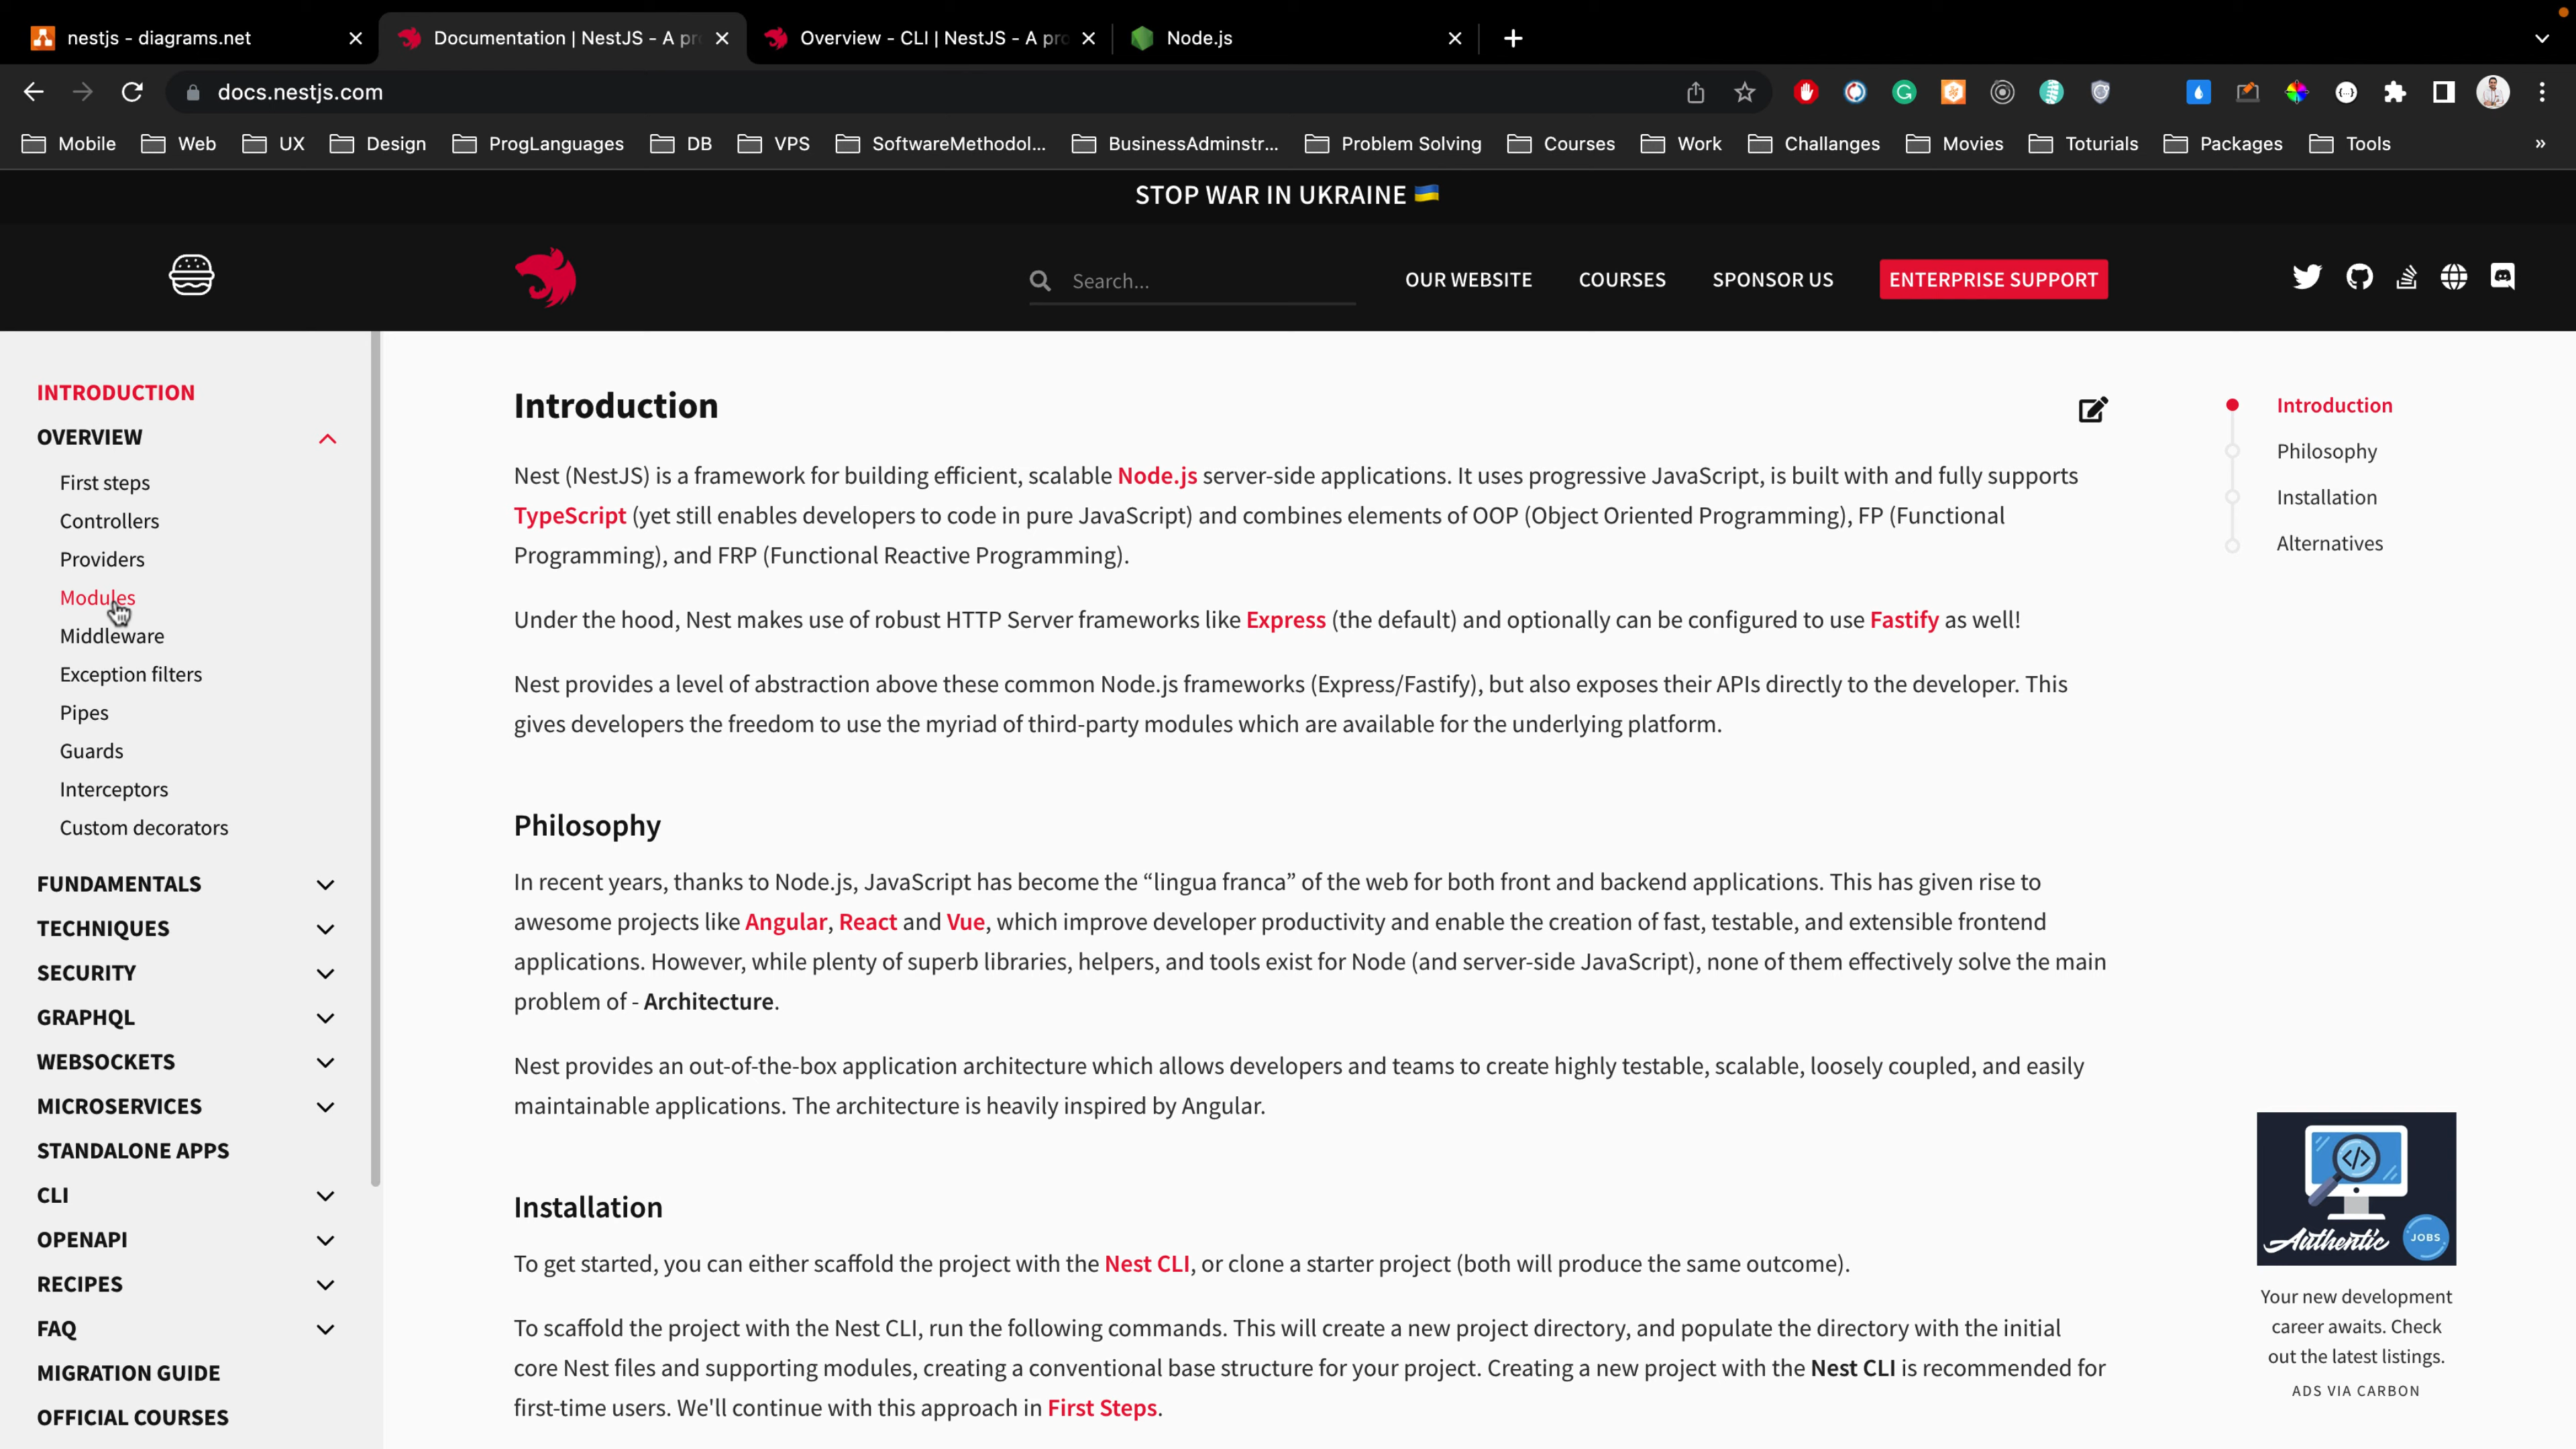 nestjs - diagrams.net
Documentation | NestJS - A pr
Overview - CLI | NestJS - A pro
Node.js
docs.nestjs.com
Mobile
Web
UX
Design
ProgLanguages
DB
VPS
SoftwareMethodol...
BusinessAdminstr...
Problem Solving
Courses
Work
Challanges
Movies
Toturials
Packages
Tools
»
STOP WAR IN UKRAINE
Search...
OUR WEBSITE
COURSES
SPONSOR US
ENTERPRISE SUPPORT
INTRODUCTION
OVERVIEW
First steps
Controllers
Providers
Modules
Middleware
Exception filters
Pipes
Guards
Interceptors
Custom decorators
FUNDAMENTALS
TECHNIQUES
SECURITY
GRAPHQL
WEBSOCKETS
MICROSERVICES
STANDALONE APPS
CLI
OPENAPI
RECIPES
FAQ
MIGRATION GUIDE
OFFICIAL COURSES
Introduction
Nest (NestJS) is a framework for building efficient, scalable Node.js server-side applications. It uses progressive JavaScript, is built with and fully supports
TypeScript (yet still enables developers to code in pure JavaScript) and combines elements of OOP (Object Oriented Programming), FP (Functional
Programming), and FRP (Functional Reactive Programming).
Under the hood, Nest makes use of robust HTTP Server frameworks like Express (the default) and optionally can be configured to use Fastify as well!
Nest provides a level of abstraction above these common Node.js frameworks (Express/Fastify), but also exposes their APIs directly to the developer. This
gives developers the freedom to use the myriad of third-party modules which are available for the underlying platform.
Philosophy
In recent years, thanks to Node.js, JavaScript has become the “lingua franca” of the web for both front and backend applications. This has given rise to
awesome projects like Angular, React and Vue, which improve developer productivity and enable the creation of fast, testable, and extensible frontend
applications. However, while plenty of superb libraries, helpers, and tools exist for Node (and server-side JavaScript), none of them effectively solve the main
problem of - Architecture.
Nest provides an out-of-the-box application architecture which allows developers and teams to create highly testable, scalable, loosely coupled, and easily
maintainable applications. The architecture is heavily inspired by Angular.
Installation
To get started, you can either scaffold the project with the Nest CLI, or clone a starter project (both will produce the same outcome).
To scaffold the project with the Nest CLI, run the following commands. This will create a new project directory, and populate the directory with the initial
core Nest files and supporting modules, creating a conventional base structure for your project. Creating a new project with the Nest CLI is recommended for
first-time users. We'll continue with this approach in First Steps.
Introduction
Philosophy
Installation
Alternatives
</>
Authentic
JOBS
Your new development
career awaits. Check
out the latest listings.
ADS VIA CARBON